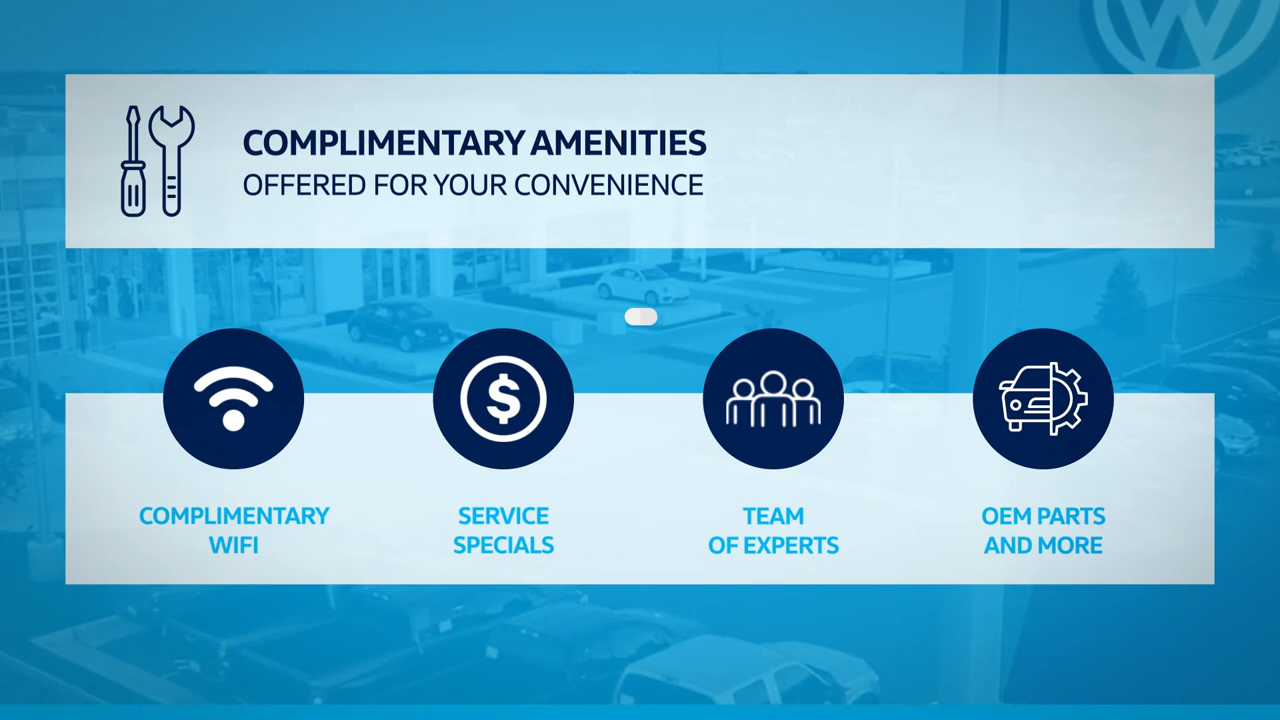 COMPLIMENTARY AMENITIES
OFFERED FOR YOUR CONVENIENCE
COMPLIMENTARY
WIFI
SERVICE
SPECIALS
TEAM
OF EXPERTS
OEM PARTS
AND MORE